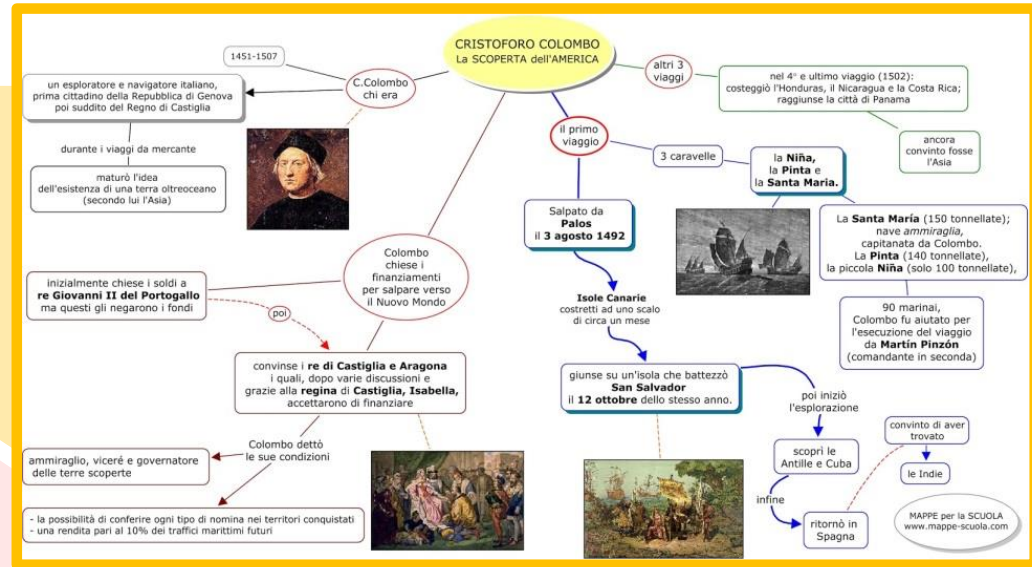 CRISTOFORO COLOMBO
La SCOPERTA dell'AMERICA
1451-1507
C.Colombo
chi era
un esploratore e navigatore italiano,
prima cittadino della Repubblica di Genova
poi suddito del Regno di Castiglia
durante i viaggi da mercante
maturò l'idea
dell'esistenza di una terra oltreoceano
(secondo lui l'Asia)
Colombo
chiese i
finanziamenti
per salpare verso
il Nuovo Mondo
inizialmente chiese i soldi a
re Giovanni II del Portogallo
ma questi gli negarono i fondi
poi
convinse i re di Castiglia e Aragona
i quali, dopo varie discussioni e
grazie alla regina di Castiglia, Isabella,
accettarono di finanziare
Colombo dettò
le sue condizioni
ammiraglio, viceré e governatore
delle terre scoperte
- la possibilità di conferire ogni tipo di nomina nei territori conquistati
- una rendita pari al 10% dei traffici marittimi futuri
il primo
viaggio
3 caravelle
la Niña,
la Pinta e
la Santa Maria.
La Santa María (150 tonnellate);
nave ammiraglia,
capitanata da Colombo.
La Pinta (140 tonnellate),
la piccola Niña (solo 100 tonnellate),
90 marinai,
Colombo fu aiutato per
l'esecuzione del viaggio
da Martín Pinzón
(comandante in seconda)
Salpato da
Palos
il 3 agosto 1492
Isole Canarie
costretti ad uno scalo
di circa un mese
giunse su un'isola che battezzò
San Salvador
il 12 ottobre dello stesso anno.
poi iniziò
l'esplorazione
scoprì le
Antille e Cuba
infine
ritornò in
Spagna
convinto di aver
trovato
le Indie
altri 3
viaggi
nel 4° e ultimo viaggio (1502):
costeggiò l'Honduras, il Nicaragua e la Costa Rica;
raggiunse la città di Panama
ancora
convinto fosse
l'Asia
MAPPE per la SCUOLA
www.mappe-scuola.com